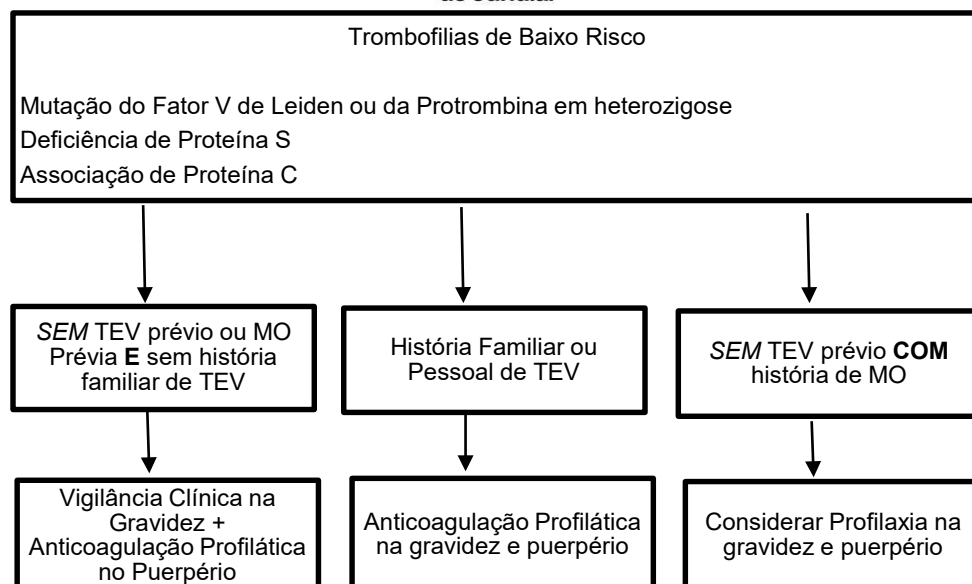 Trombofilias de Baixo Risco
Mutação do Fator V de Leiden ou da Protrombina em heterozigose
Deficiência de Proteína S
Associação de Proteína C
SEM TEV prévio ou MO
Prévia E sem história
familiar de TEV
História Familiar ou
Pessoal de TEV
SEM TEV prévio COM
história de MO
Vigilância Clínica na
Gravidez +
Anticoagulação Profilática
no Puerpério
Anticoagulação Profilática
na gravidez e puerpério
Considerar Profilaxia na
gravidez e puerpério